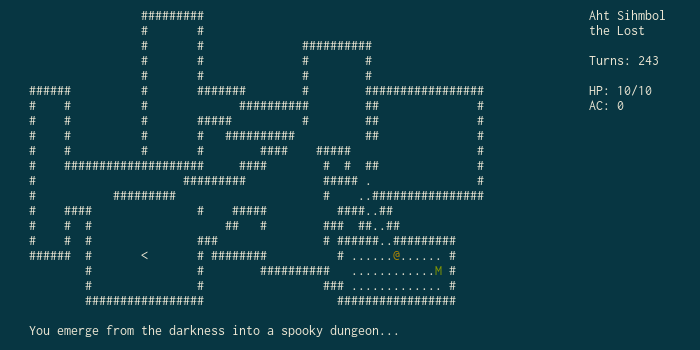 Aht Sihmbol
the Lost
Turns: 243
HP: 10/10
AC: 0
You emerge from the darkness into a spooky dungeon...